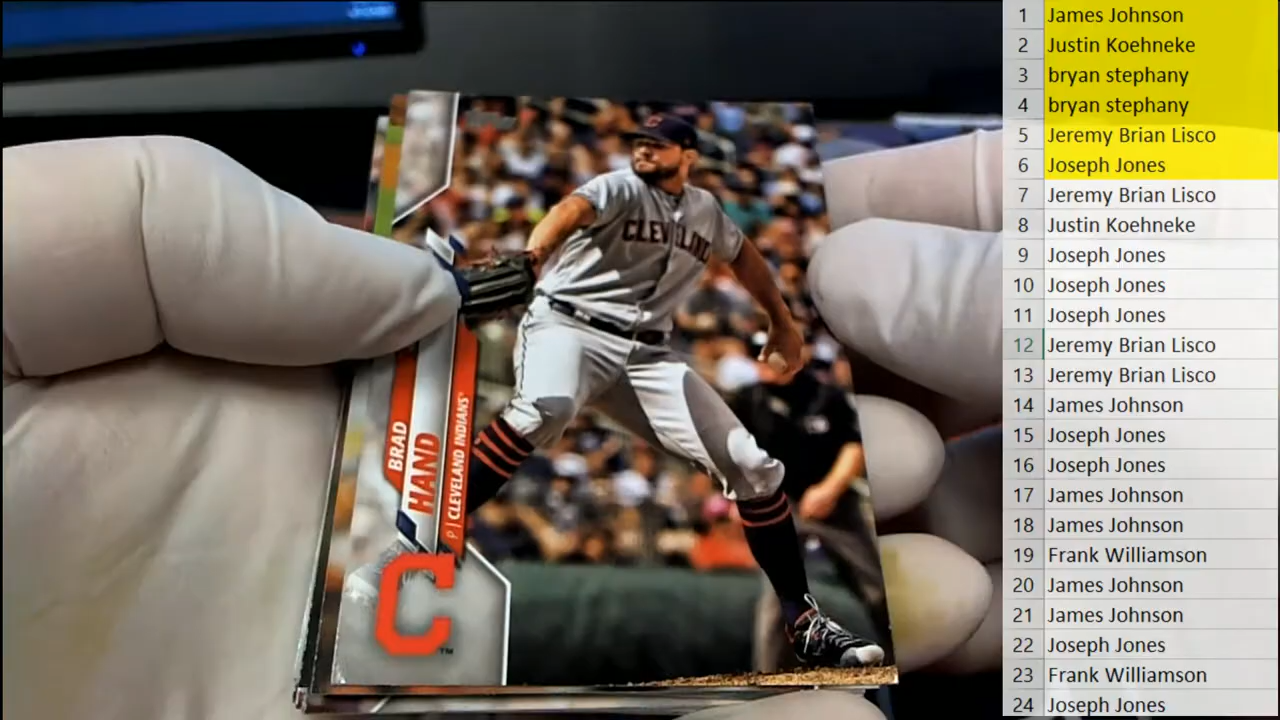 CLEVELAND
BRAD
HAND
P | CLEVELAND INDIANS
C
TM
1 James Johnson
2 Justin Koehneke
3 bryan stephany
4 bryan stephany
5 Jeremy Brian Lisco
6 Joseph Jones
7 Jeremy Brian Lisco
8 Justin Koehneke
9 Joseph Jones
10 Joseph Jones
11 Joseph Jones
12 Jeremy Brian Lisco
13 Jeremy Brian Lisco
14 James Johnson
15 Joseph Jones
16 Joseph Jones
17 James Johnson
18 James Johnson
19 Frank Williamson
20 James Johnson
21 James Johnson
22 Joseph Jones
23 Frank Williamson
24 Joseph Jones